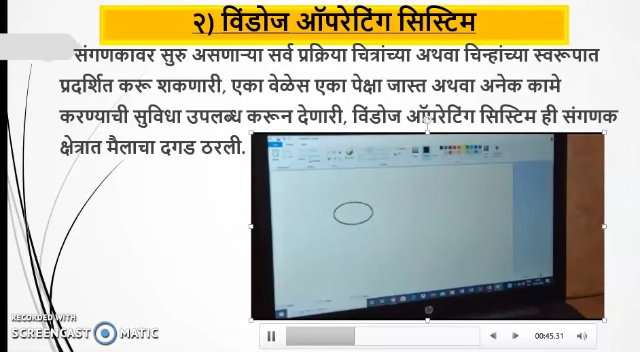 २) विंडोज ऑपरेटिंग सिस्टिम
संगणकावर सुरु असणाऱ्या सर्व प्रक्रिया चित्रांच्या अथवा चिन्हांच्या स्वरूपात
प्रदर्शित करू शकणारी, एका वेळेस एका पेक्षा जास्त अथवा अनेक कामे
करण्याची सुविधा उपलब्ध करून देणारी, विंडोज ऑपरेटिंग सिस्टिम ही संगणक
क्षेत्रात मैलाचा दगड ठरली.
hp
00:45.31
RECORDED WITH
SCREENCAST MATIC